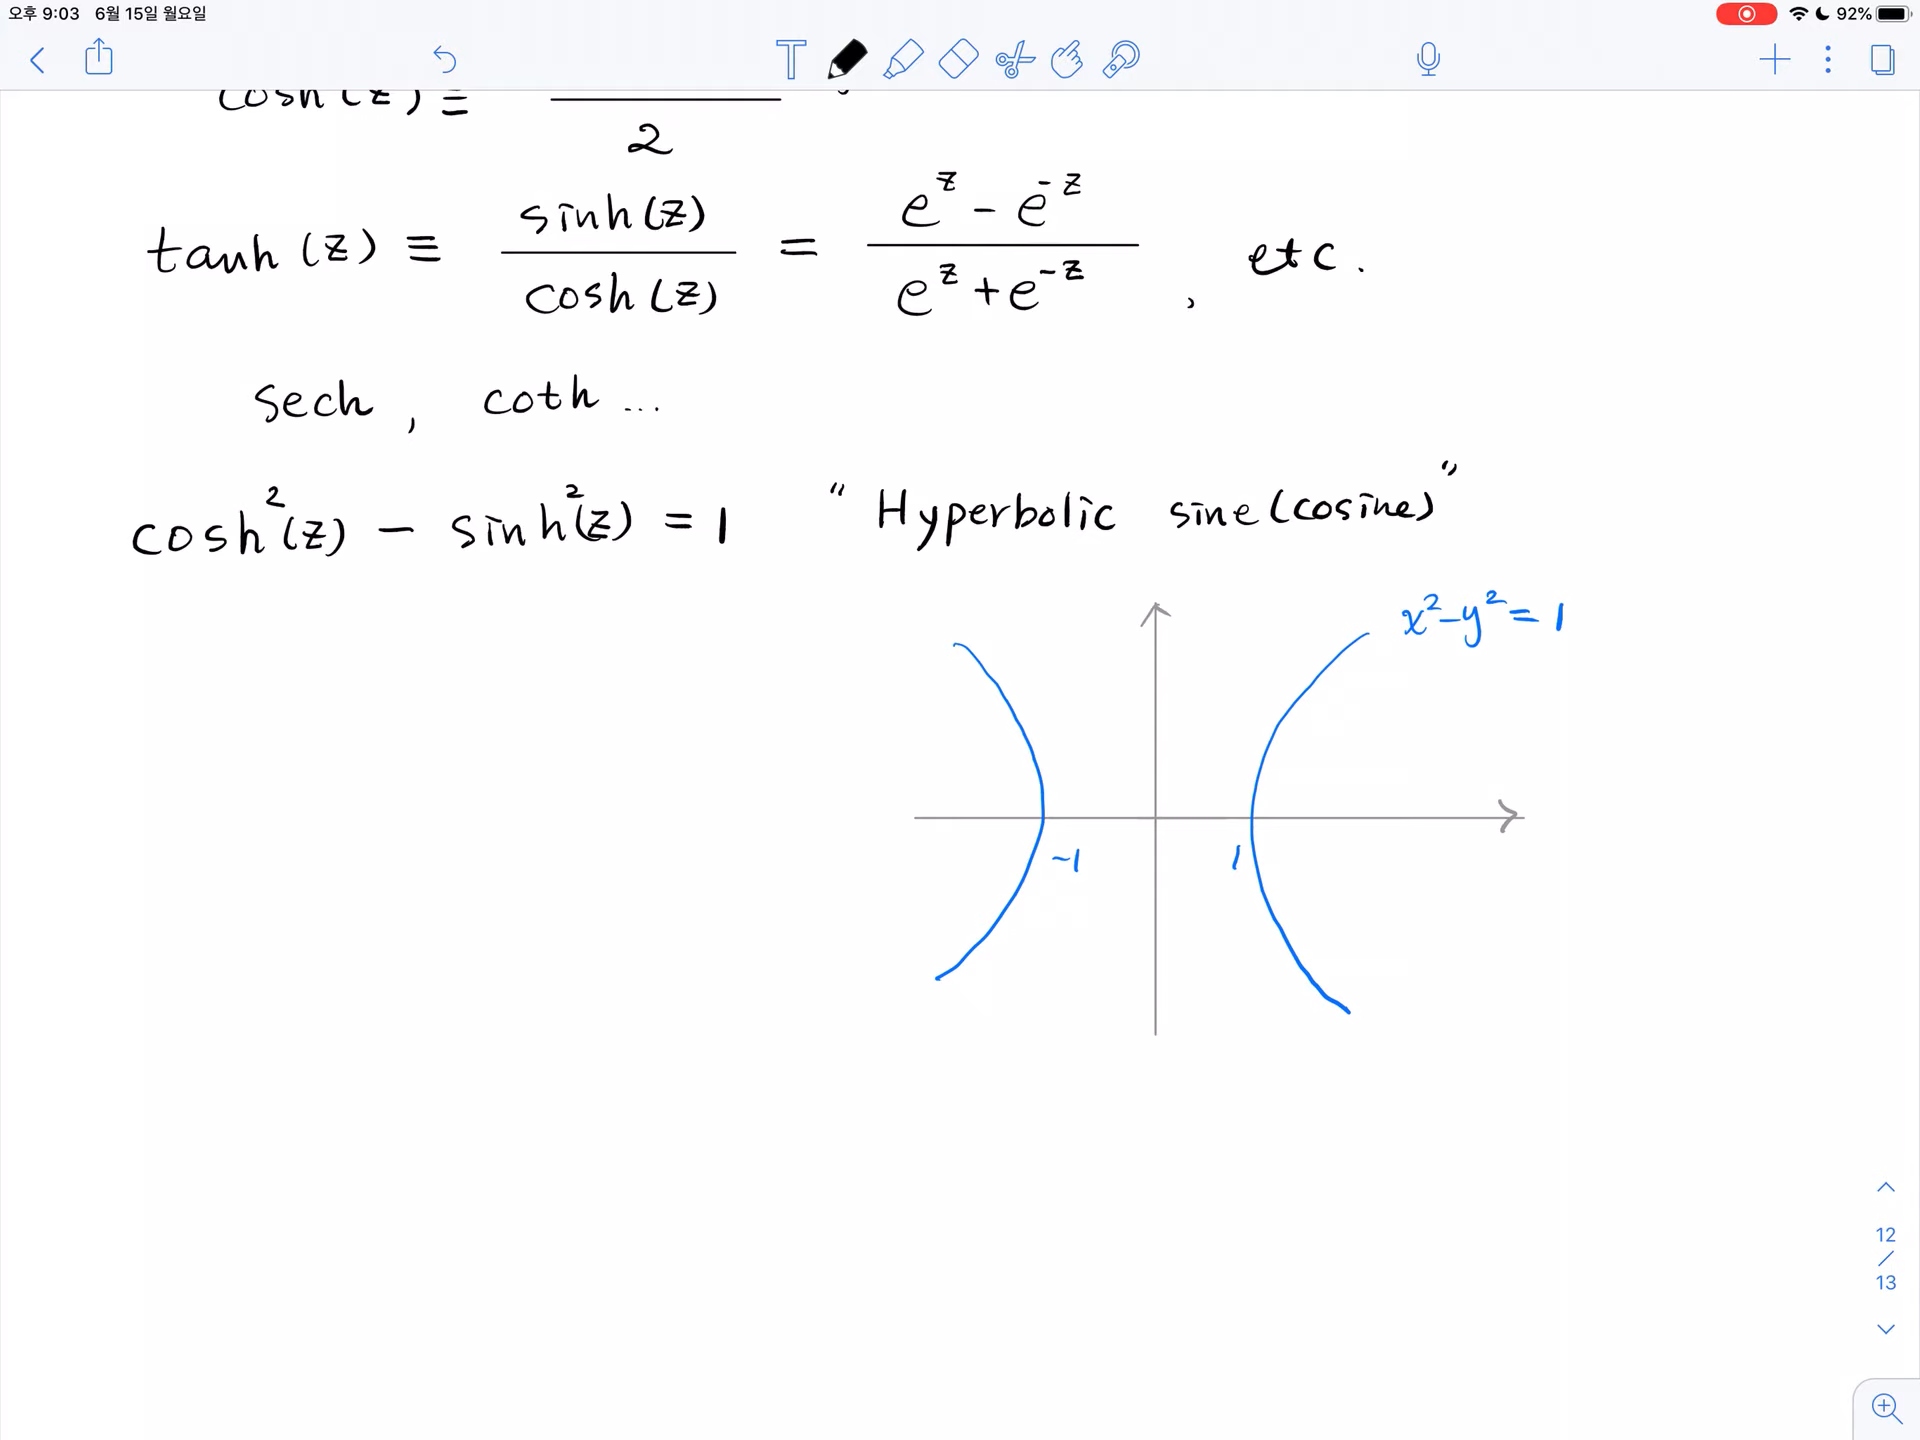 오후 9:03 6월 15일 월요일 92%
cosh(z) ≡ 2
tanh(z) ≡ sinh(z)/cosh(z) = (e^z - e^-z)/(e^z + e^-z) , etc.
sech , coth ...
cosh²(z) - sinh²(z) = 1 "Hyperbolic sine (cosine)"
x² - y² = 1
-1 1
12
/
13